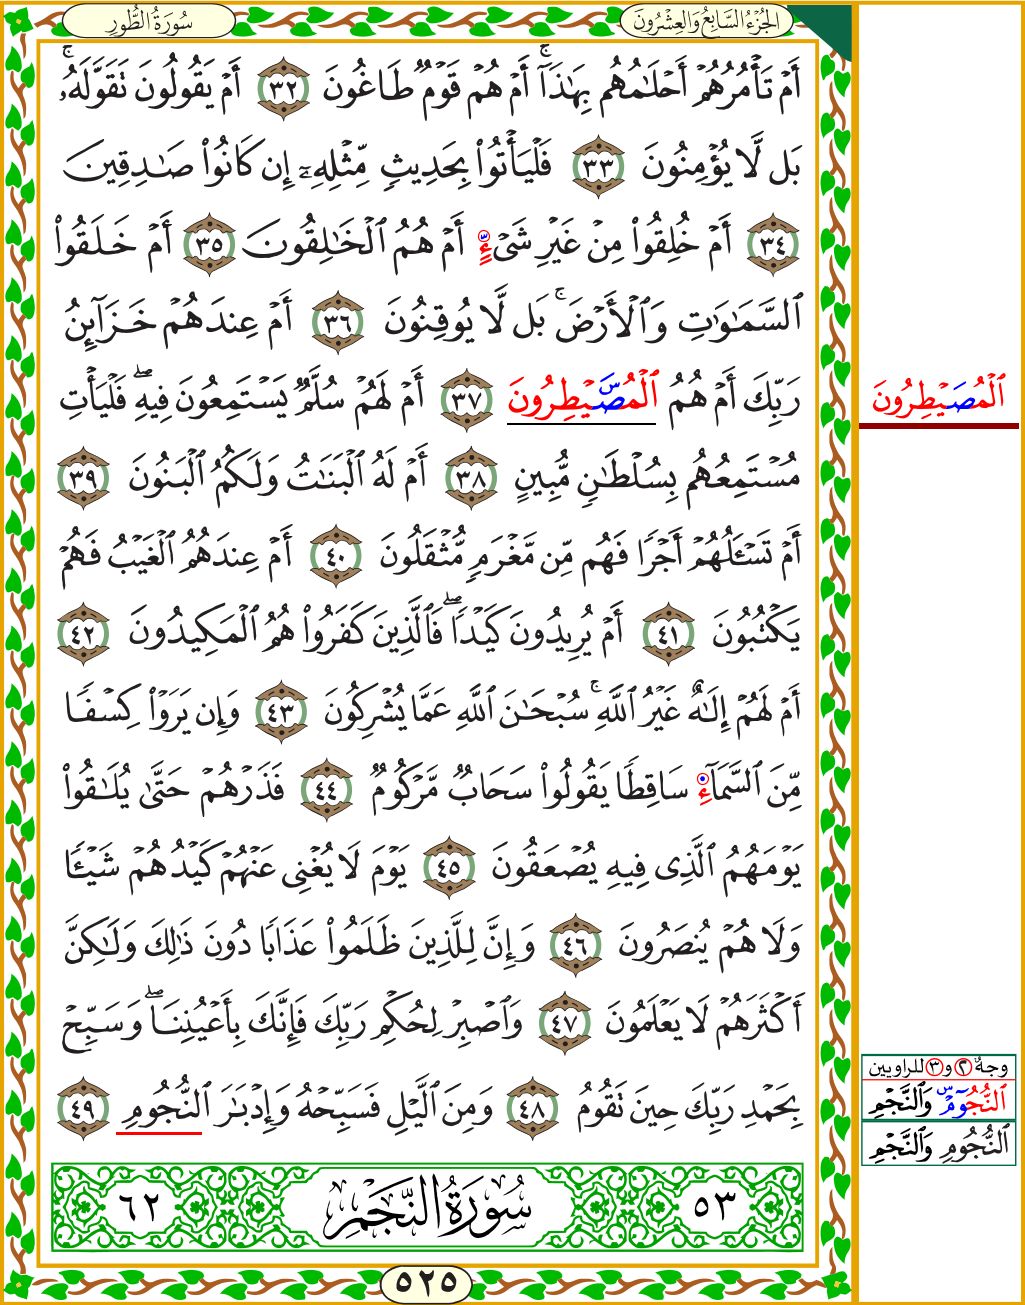 الجُزْءُ السَّابِعُ وَالعِشْرُونَ
سُورَةُ الطُّورِ
أَمۡ تَأۡمُرُهُمۡ أَحۡلَٰمُهُم بِهَٰذَآۚ أَمۡ هُمۡ قَوۡمٌ طَاغُونَ ٣٢ أَمۡ يَقُولُونَ تَقَوَّلَهُۥۚ
بَل لَّا يُؤۡمِنُونَ ٣٣ فَلۡيَأۡتُواْ بِحَدِيثٍ مِّثۡلِهِۦٓ إِن كَانُواْ صَٰدِقِينَ
٣٤ أَمۡ خُلِقُواْ مِنۡ غَيۡرِ شَيۡءٍ أَمۡ هُمُ ٱلۡخَٰلِقُونَ ٣٥ أَمۡ خَلَقُواْ
ٱلسَّمَٰوَٰتِ وَٱلۡأَرۡضَۚ بَل لَّا يُوقِنُونَ ٣٦ أَمۡ عِندَهُمۡ خَزَآئِنُ
رَبِّكَ أَمۡ هُمُ ٱلۡمُصَۜيۡطِرُونَ ٣٧ أَمۡ لَهُمۡ سُلَّمٌ يَسۡتَمِعُونَ فِيهِۖ فَلۡيَأۡتِ
ٱلۡمُصَيۡطِرُونَ
مُسۡتَمِعُهُم بِسُلۡطَٰنٍ مُّبِينٍ ٣٨ أَمۡ لَهُ ٱلۡبَنَٰتُ وَلَكُمُ ٱلۡبَنُونَ ٣٩
أَمۡ تَسۡـَٔلُهُمۡ أَجۡرًا فَهُم مِّن مَّغۡرَمٍ مُّثۡقَلُونَ ٤٠ أَمۡ عِندَهُمُ ٱلۡغَيۡبُ فَهُمۡ
يَكۡتُبُونَ ٤١ أَمۡ يُرِيدُونَ كَيۡدًاۖ فَٱلَّذِينَ كَفَرُواْ هُمُ ٱلۡمَكِيدُونَ ٤٢
أَمۡ لَهُمۡ إِلَٰهٌ غَيۡرُ ٱللَّهِۚ سُبۡحَٰنَ ٱللَّهِ عَمَّا يُشۡرِكُونَ ٤٣ وَإِن يَرَوۡاْ كِسۡفًا
مِّنَ ٱلسَّمَآءِ سَاقِطًا يَقُولُواْ سَحَابٌ مَّرۡكُومٌ ٤٤ فَذَرۡهُمۡ حَتَّىٰ يُلَٰقُواْ
يَوۡمَهُمُ ٱلَّذِي فِيهِ يُصۡعَقُونَ ٤٥ يَوۡمَ لَا يُغۡنِي عَنۡهُمۡ كَيۡدُهُمۡ شَيۡـًٔا
وَلَا هُمۡ يُنصَرُونَ ٤٦ وَإِنَّ لِلَّذِينَ ظَلَمُواْ عَذَابًا دُونَ ذَٰلِكَ وَلَٰكِنَّ
أَكۡثَرَهُمۡ لَا يَعۡلَمُونَ ٤٧ وَٱصۡبِرۡ لِحُكۡمِ رَبِّكَ فَإِنَّكَ بِأَعۡيُنِنَاۖ وَسَبِّحۡ
بِحَمۡدِ رَبِّكَ حِينَ تَقُومُ ٤٨ وَمِنَ ٱلَّيۡلِ فَسَبِّحۡهُ وَإِدۡبَٰرَ ٱلنُّجُومِ ٤٩
وجهُ ٢ و ٣ للراويين
ٱلنُّجُوٓمۡ س وَٱلنَّجۡمِ
ٱلنُّجُومِ وَٱلنَّجۡمِ
٥٣ سُورَةُ النَّجْمِ ٦٢
٥٢٥